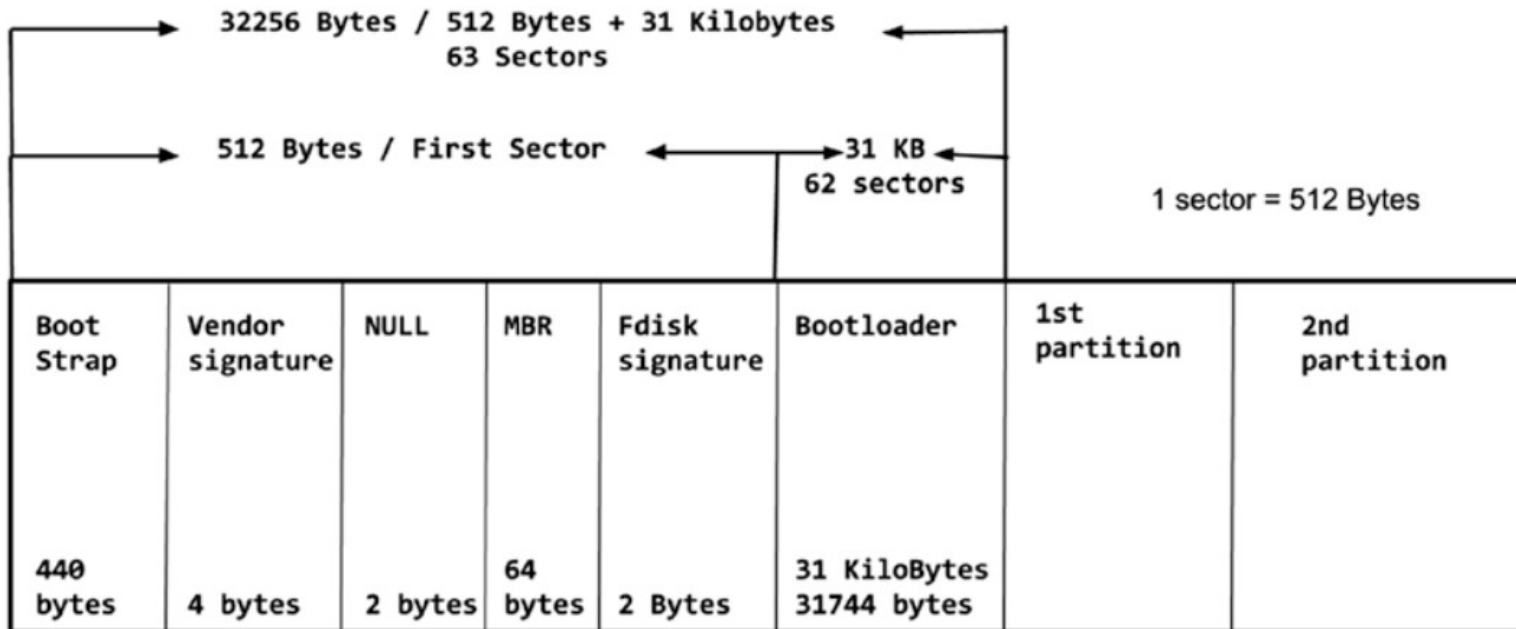 32256 Bytes / 512 Bytes + 31 Kilobytes
63 Sectors
512 Bytes / First Sector
31 KB
62 sectors
1 sector = 512 Bytes
Boot
Strap
Vendor
signature
NULL
MBR
Fdisk
signature
Bootloader
1st
partition
2nd
partition
440
bytes
4 bytes
2 bytes
64
bytes
2 Bytes
31 KiloBytes
31744 bytes